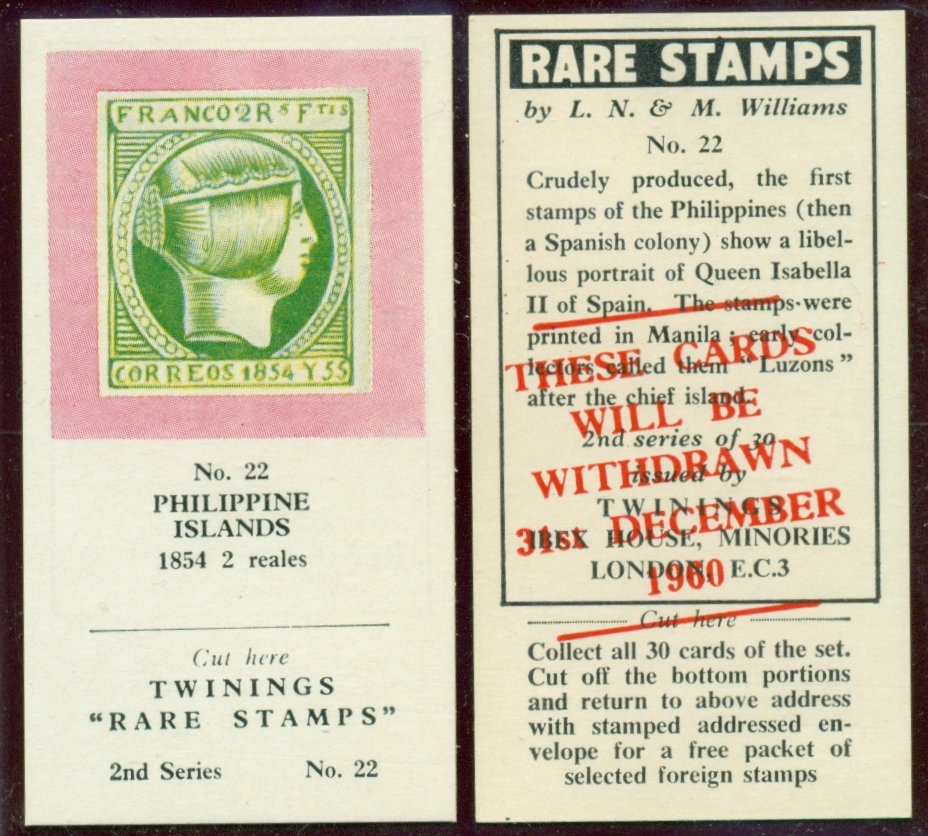 FRANCO 2 Rs Ftis
CORREOS 1854 Y 55
No. 22
PHILIPPINE
ISLANDS
1854 2 reales
Cut here
TWININGS
“RARE STAMPS”
2nd Series No. 22
RARE STAMPS
by L. N. & M. Williams
No. 22
Crudely produced, the first
stamps of the Philippines (then
a Spanish colony) show a libel-
lous portrait of Queen Isabella
II of Spain. The stamps were
printed in Manila; early col-
lectors called them “Luzons”
after the chief island.
2nd series of 30
issued by
TWININGS
IBEX HOUSE, MINORIES
LONDON, E.C.3
THESE CARDS
WILL BE
WITHDRAWN
31st DECEMBER
1960
Cut here
Collect all 30 cards of the set.
Cut off the bottom portions
and return to above address
with stamped addressed en-
velope for a free packet of
selected foreign stamps